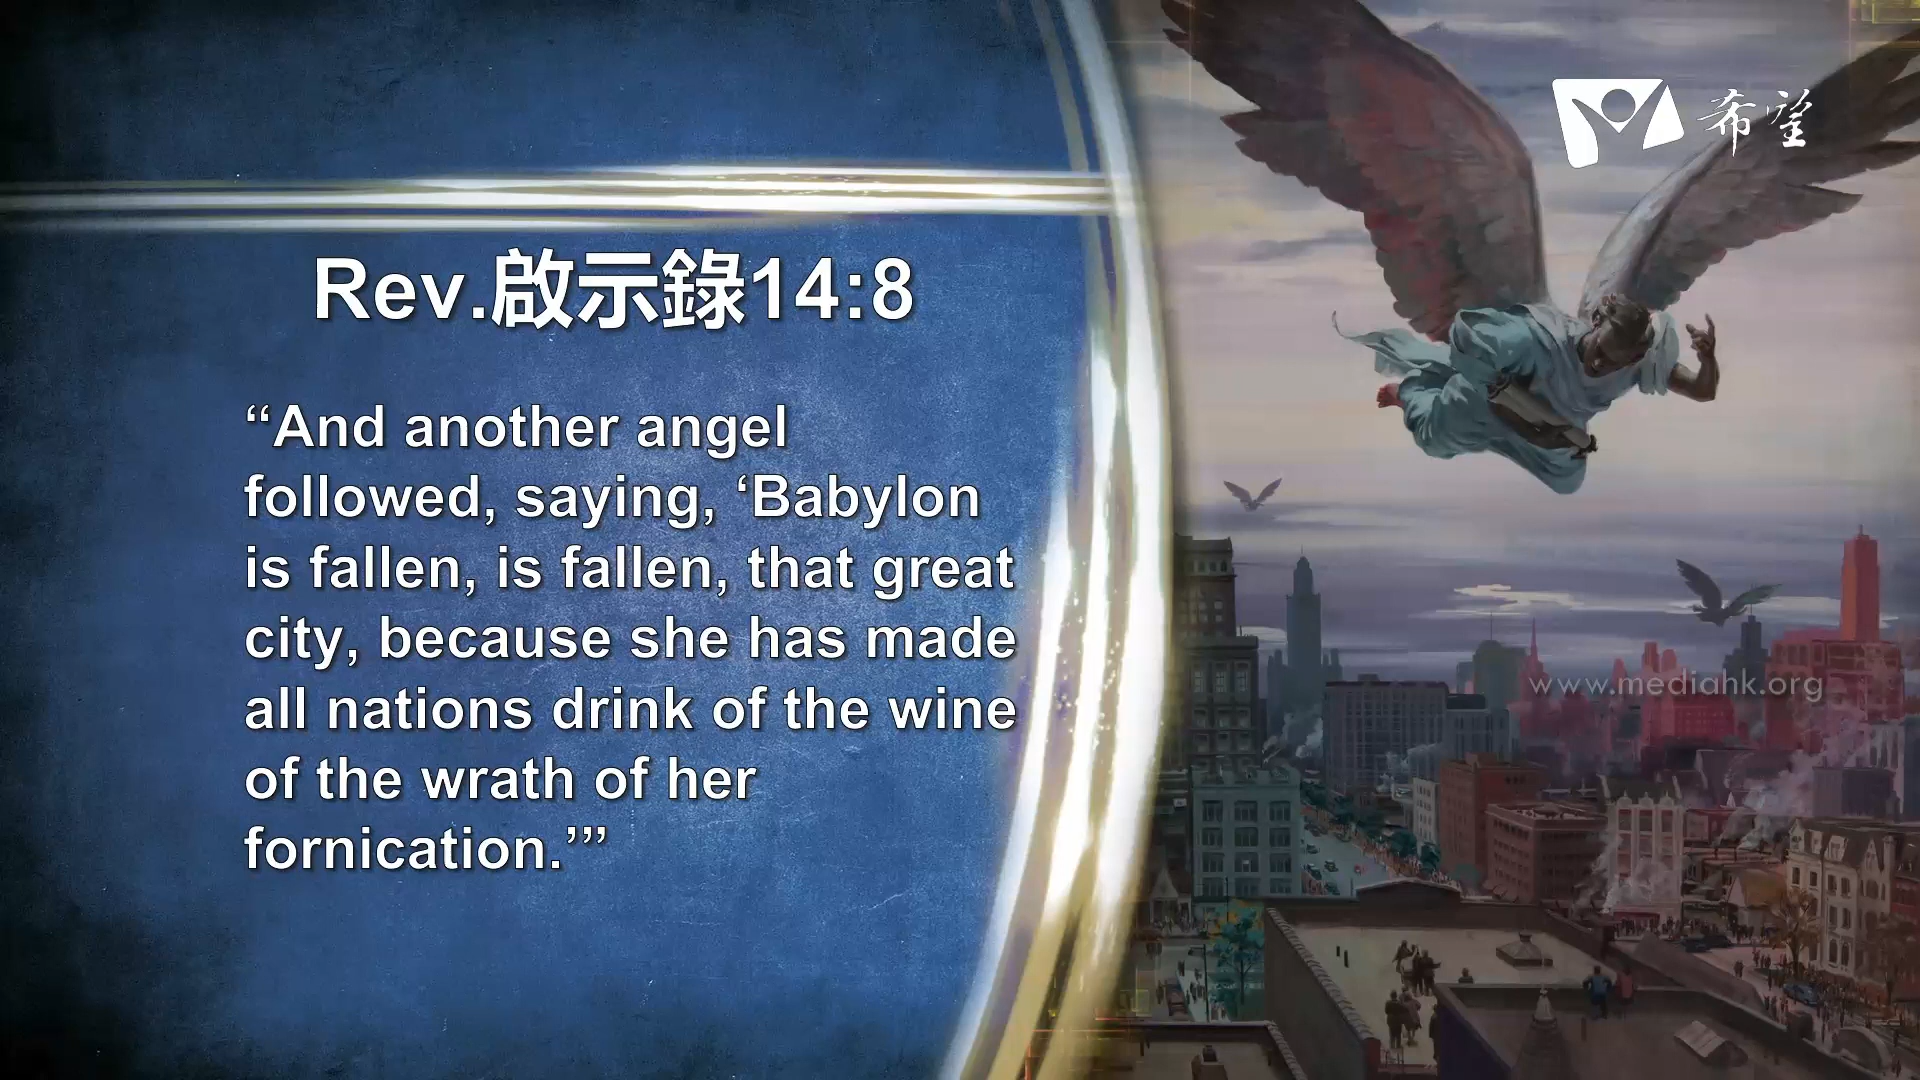 希望
Rev.啟示錄14:8
“And another angel
followed, saying, ‘Babylon
is fallen, is fallen, that great
city, because she has made
all nations drink of the wine
of the wrath of her
fornication.’”
www.mediahk.org